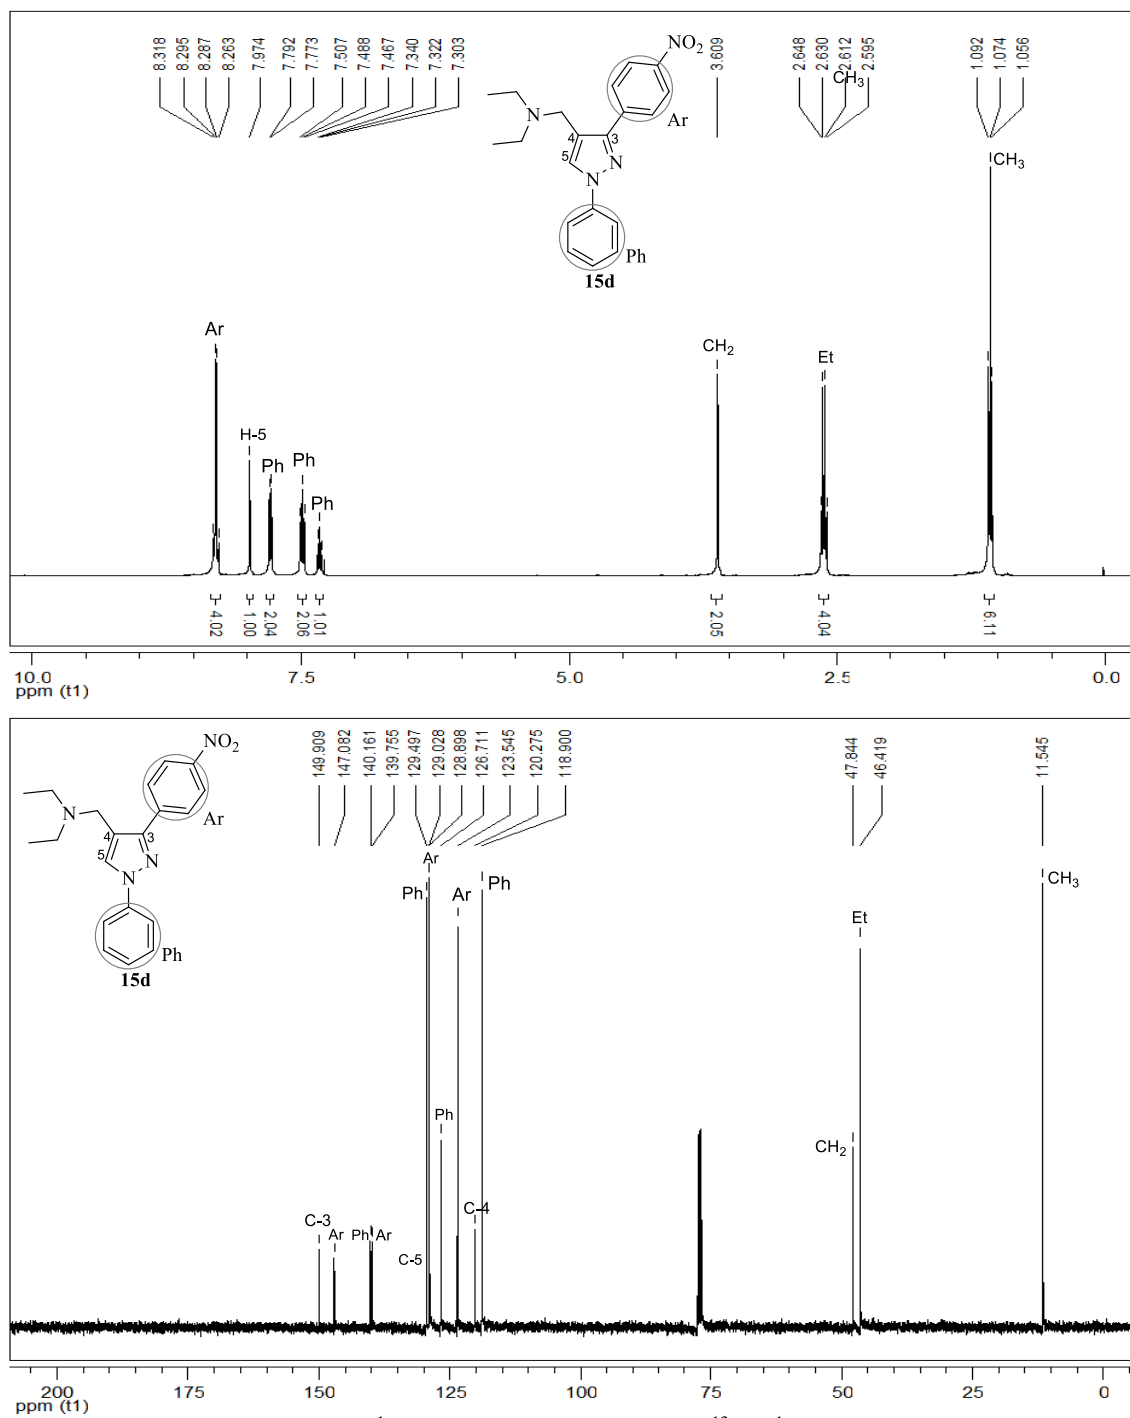 8.318
8.295
8.287
8.263
7.974
7.792
7.773
7.507
7.488
7.467
7.340
7.322
7.303
3.609
2.648
2.630
2.612
2.595
1.092
1.074
1.056
CH3
NO2
Ar
N
4
3
5
N
N
Ph
15d
CH3
Ar
CH2
Et
H-5
Ph
Ph
Ph
4.02
1.00
2.04
2.06
1.01
2.05
4.04
6.11
10.0 7.5 5.0 2.5 0.0
ppm (t1)
149.909
147.082
140.161
139.755
129.497
129.028
128.898
126.711
123.545
120.275
118.900
47.844
46.419
11.545
NO2
Ar
N
4
3
5
N
N
Ph
15d
Ar
Ph
Ar
Ph
CH3
Et
Ph
CH2
C-4
C-3
Ar
Ph
Ar
C-5
200 175 150 125 100 75 50 25 0
ppm (t1)